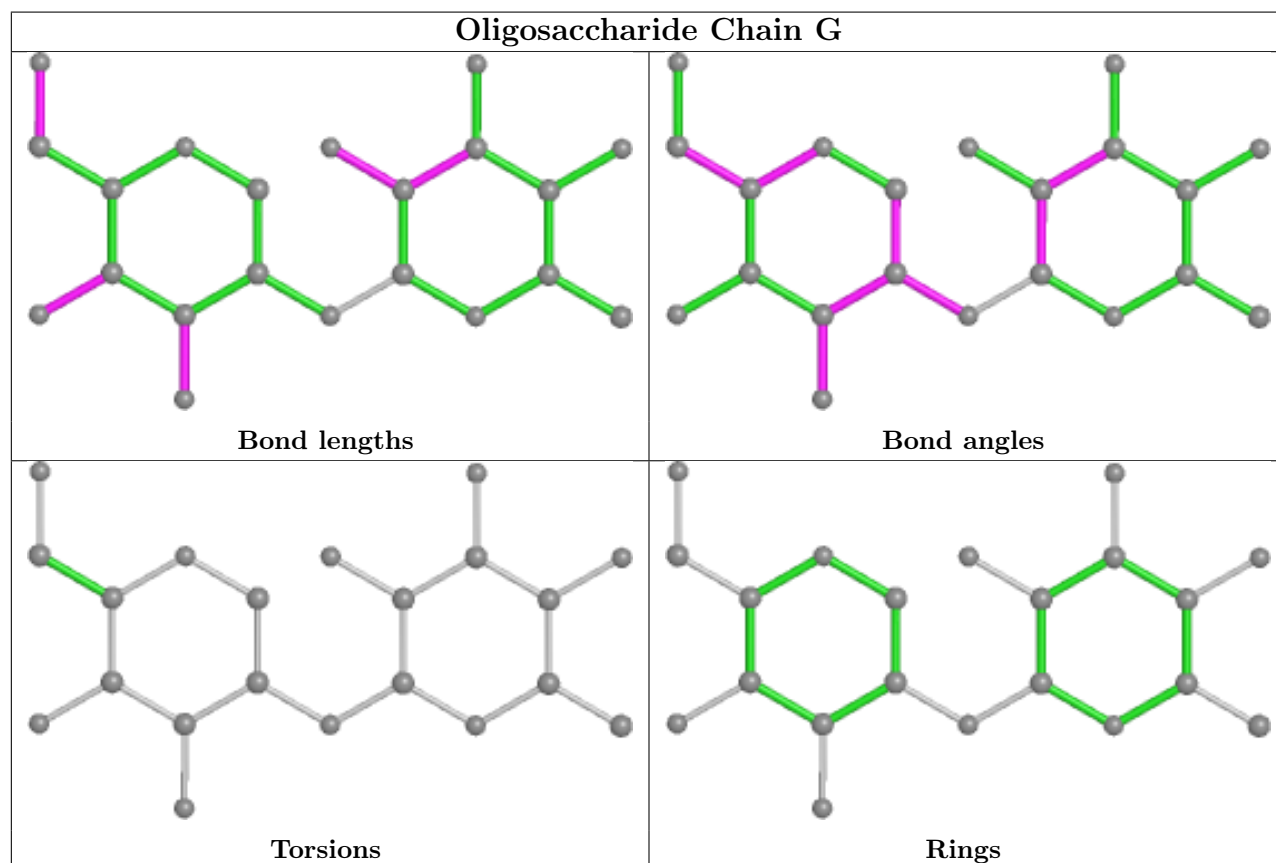 Oligosaccharide Chain G
Bond lengths
Bond angles
Torsions
Rings